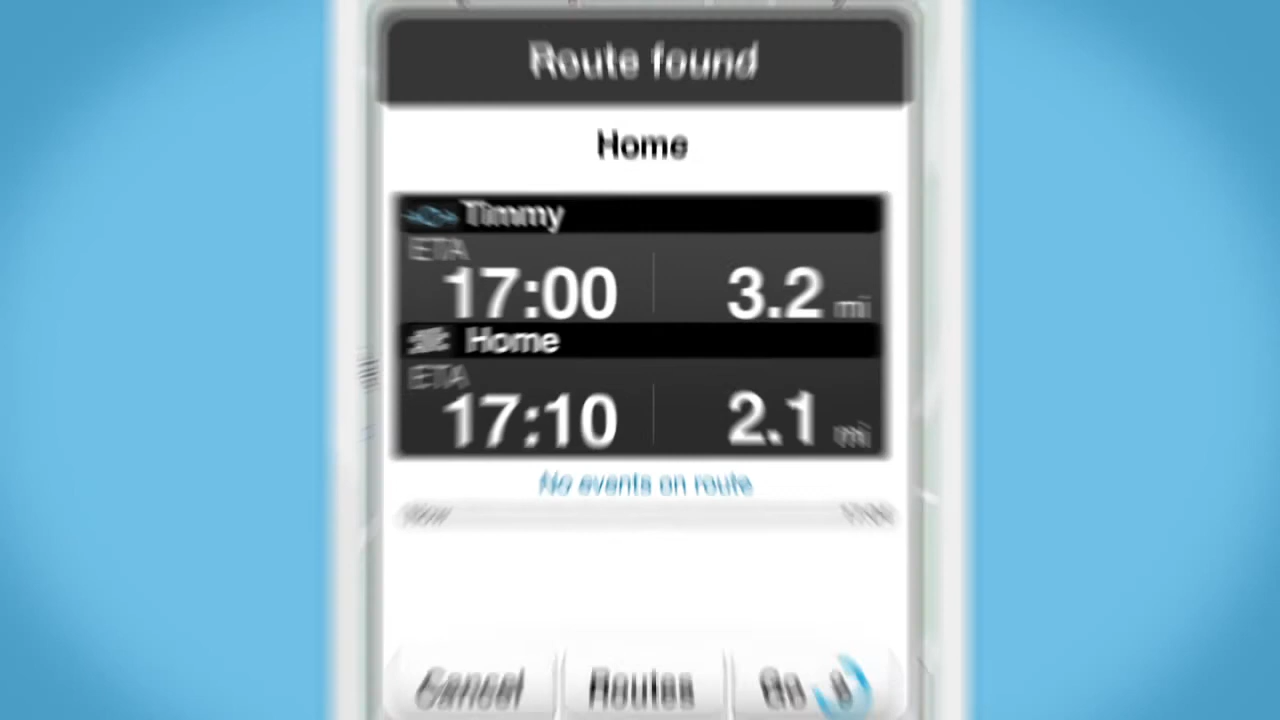 Route found
Home
Timmy
ETA
17:00 3.2 mi
Home
ETA
17:10 2.1 mi
No events on route
Now
Cancel Routes Go